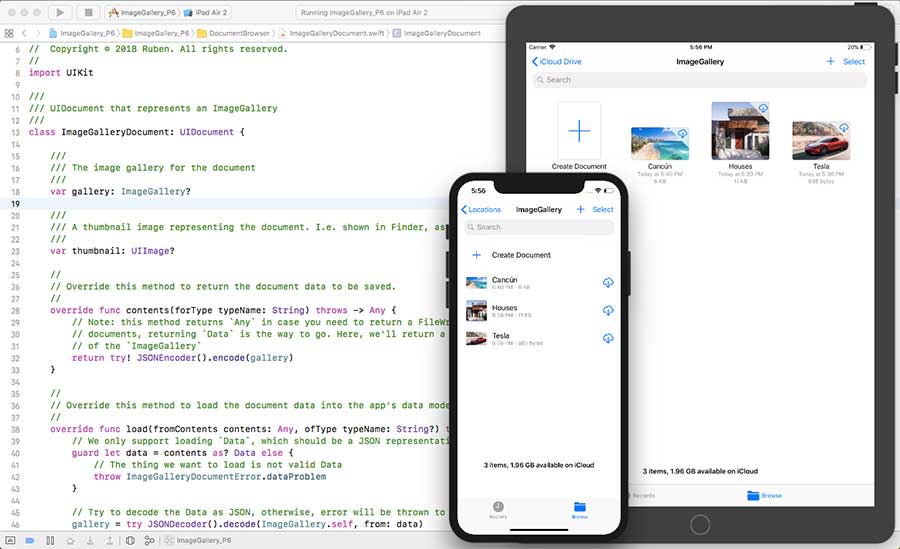 ImageGallery_P6 iPad Air 2
Running ImageGallery_P6 on iPad Air 2
ImageGallery_P6 ImageGallery_P6 DocumentBrowser ImageGalleryDocument.swift ImageGalleryDocument
6 // Copyright © 2018 Ruben. All rights reserved.
7 //
8 import UIKit
9
10 ///
11 /// UIDocument that represents an ImageGallery
12 ///
13 class ImageGalleryDocument: UIDocument {
14
15 ///
16 /// The image gallery for the document
17 ///
18 var gallery: ImageGallery?
19
20 ///
21 /// A thumbnail image representing the document. I.e. shown in Finder, as
22 ///
23 var thumbnail: UIImage?
24
25 //
26 // Override this method to return the document data to be saved.
27 //
28 override func contents(forType typeName: String) throws -> Any {
29 // Note: this method returns `Any` in case you need to return a FileWr
30 // documents, returning `Data` is the way to go. Here, we'll return a
31 // of the `ImageGallery`
32 return try! JSONEncoder().encode(gallery)
33 }
34
35 //
36 // Override this method to load the document data into the app's data mode
37 //
38 override func load(fromContents contents: Any, ofType typeName: String?) t
39 // We only support loading `Data`, which should be a JSON representati
40 guard let data = contents as? Data else {
41 // The thing we want to load is not valid Data
42 throw ImageGalleryDocumentError.dataProblem
43 }
44
45 // Try to decode the Data as JSON, otherwise, error will be thrown to
46 gallery = try JSONDecoder().decode(ImageGallery.self, from: data)
ImageGallery_P6
Carrier 5:56 PM 20%
iCloud Drive ImageGallery + Select
Search
Create Document
Cancún
Today at 5:40 PM
6 KB
Houses
Today at 5:39 PM
11 KB
Tesla
Today at 5:36 PM
3 items, 1.96 GB available on iCloud
Recents Browse
5:56
Locations ImageGallery + Select
Search
+ Create Document
Cancún
5:40 PM - 6 KB
Houses
5:39 PM - 11 KB
Tesla
3 items, 1.96 GB available on iCloud
Recents Browse